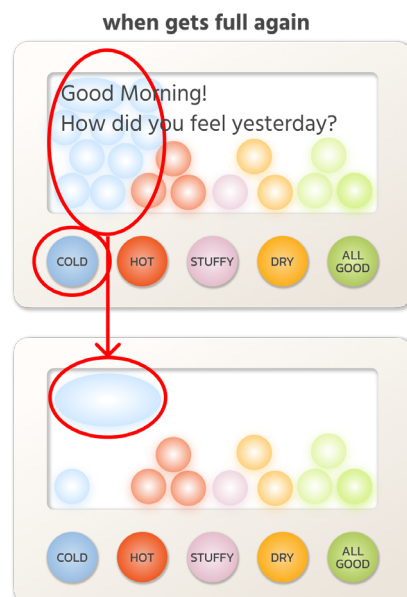 when gets full again
Good Morning!
How did you feel yesterday?
COLD
HOT
STUFFY
DRY
ALL
GOOD
COLD
HOT
STUFFY
DRY
ALL
GOOD